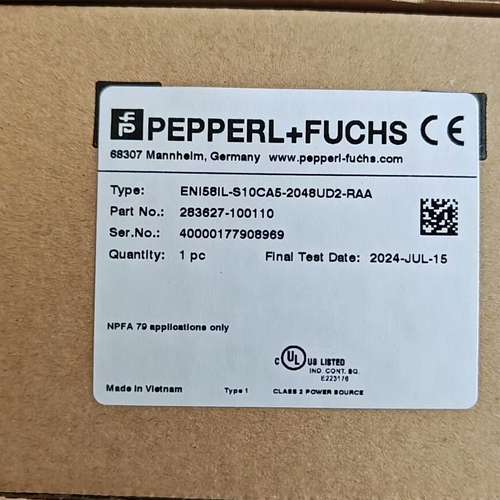 PEPPERL+FUCHS CE
68307 Mannheim, Germany www.pepperl-fuchs.com
Type: ENI58IL-S10CA5-2048UD2-RAA
Part No.: 283627-100110
Ser.No.: 40000177908969
Quantity: 1 pc Final Test Date: 2024-JUL-15
NPFA 79 applications only
C UL US LISTED
IND. CONT. EQ.
E223176
Made in Vietnam Type 1 CLASS 2 POWER SOURCE